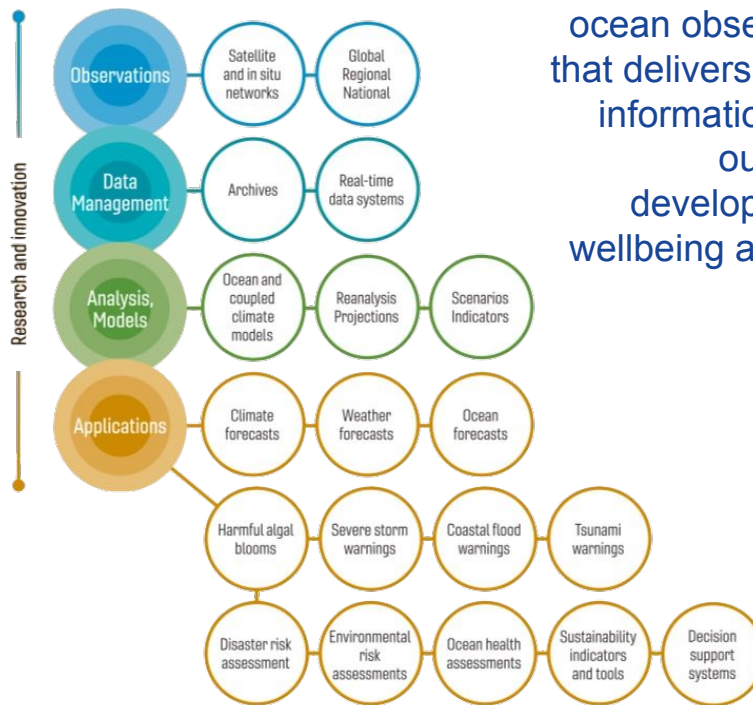 ocean obse
that delivers
informatio
ou
develop
wellbeing a
Research and innovation
Observations
Satellite
and in situ
networks
Global
Regional
National
Data
Management
Archives
Real-time
data systems
Analysis,
Models
Ocean and
coupled
climate
models
Reanalysis
Projections
Scenarios
Indicators
Applications
Climate
forecasts
Weather
forecasts
Ocean
forecasts
Harmful algal
blooms
Severe storm
warnings
Coastal flood
warnings
Tsunami
warnings
Disaster risk
assessment
Environmental
risk
assessments
Ocean health
assessments
Sustainability
indicators
and tools
Decision
support
systems